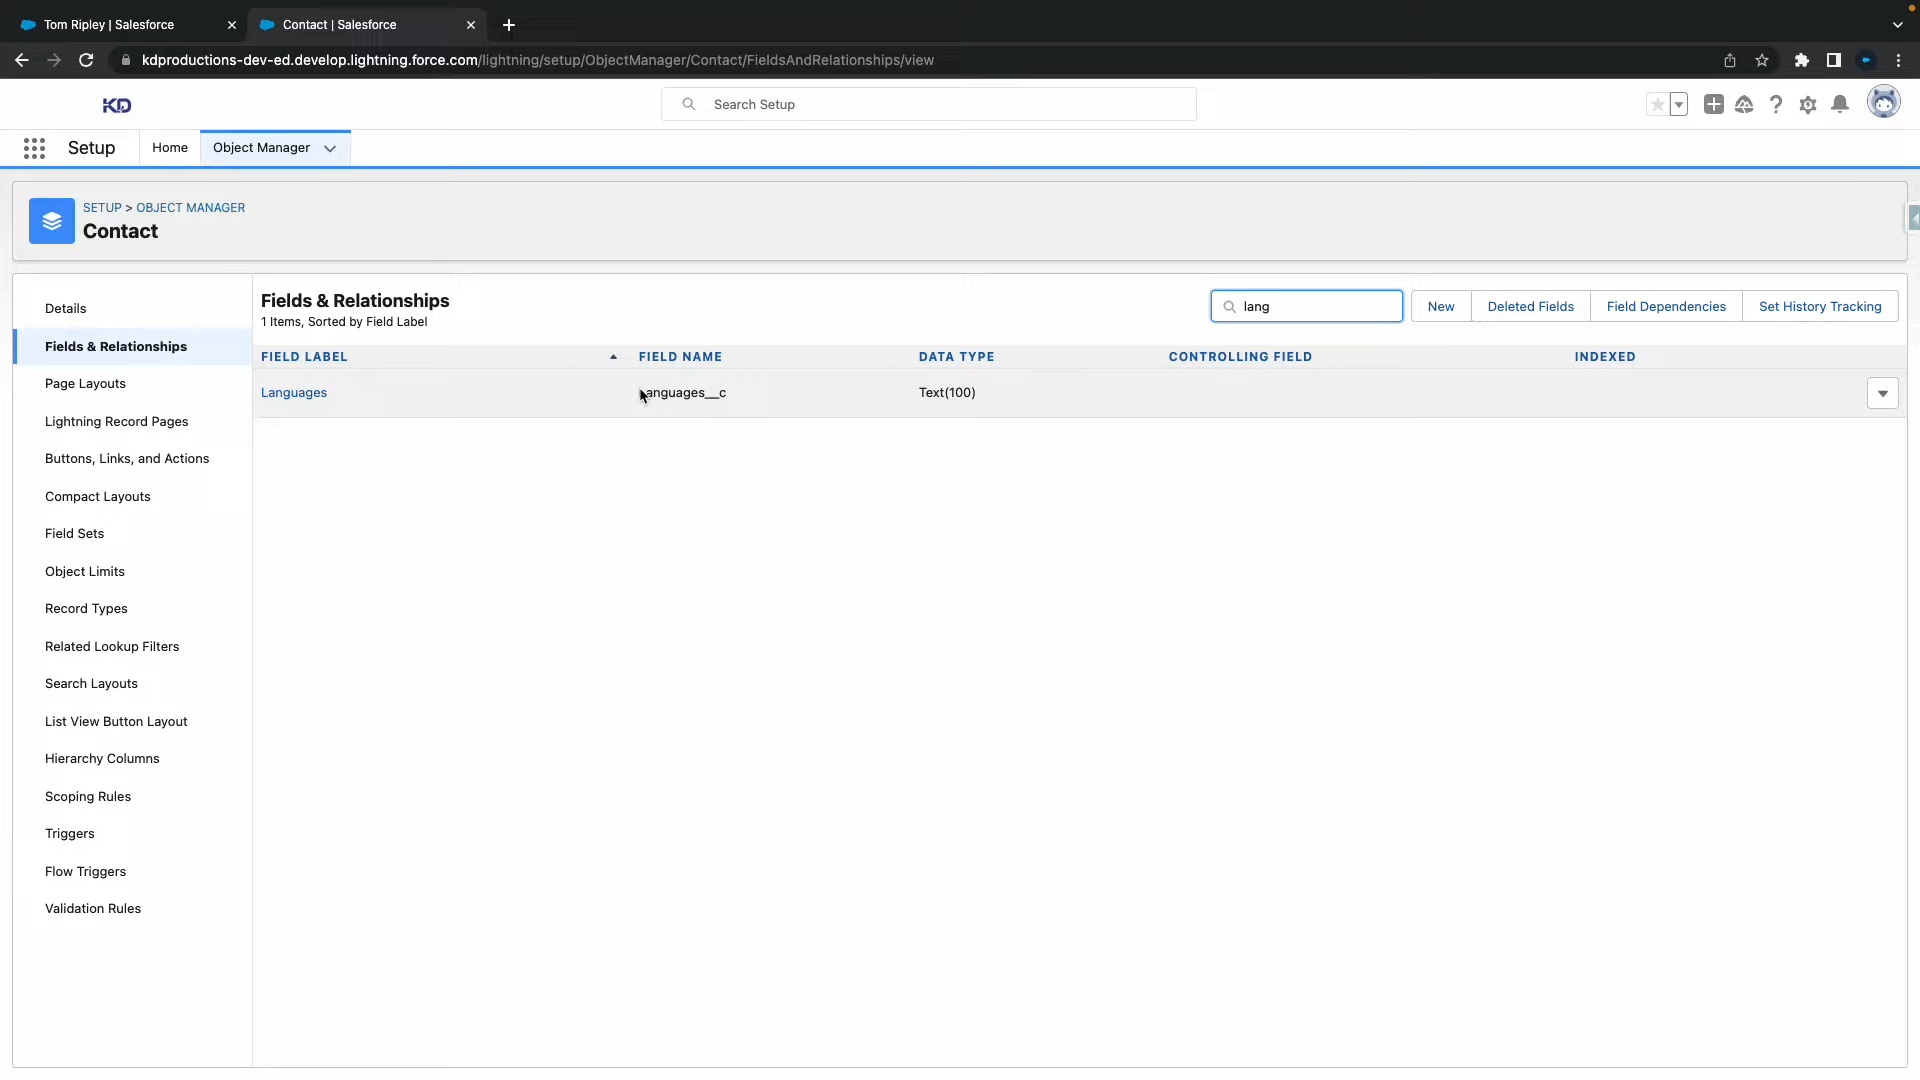 Tom Ripley | Salesforce
Contact | Salesforce
kdproductions-dev-ed.develop.lightning.force.com/lightning/setup/ObjectManager/Contact/FieldsAndRelationships/view
KD
Search Setup
Setup
Home
Object Manager
SETUP > OBJECT MANAGER
Contact
Details
Fields & Relationships
Page Layouts
Lightning Record Pages
Buttons, Links, and Actions
Compact Layouts
Field Sets
Object Limits
Record Types
Related Lookup Filters
Search Layouts
List View Button Layout
Hierarchy Columns
Scoping Rules
Triggers
Flow Triggers
Validation Rules
Fields & Relationships
1 Items, Sorted by Field Label
lang
New
Deleted Fields
Field Dependencies
Set History Tracking
FIELD LABEL FIELD NAME DATA TYPE CONTROLLING FIELD INDEXED
Languages Languages__c Text(100)